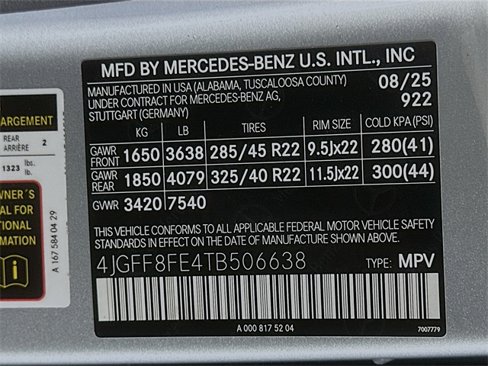 MFD BY MERCEDES-BENZ U.S. INTL., INC
MANUFACTURED IN USA (ALABAMA, TUSCALOOSA COUNTY)
UNDER CONTRACT FOR MERCEDES-BENZ AG,
STUTTGART (GERMANY)
08/25
922
KG LB TIRES RIM SIZE COLD KPA (PSI)
GAWR FRONT 1650 3638 285/45 R22 9.5Jx22 280(41)
GAWR REAR 1850 4079 325/40 R22 11.5Jx22 300(44)
GVWR 3420 7540
THIS VEHICLE CONFORMS TO ALL APPLICABLE FEDERAL MOTOR VEHICLE SAFETY
STANDARDS IN EFFECT ON THE DATE OF MANUFACTURE SHOWN ABOVE.
4JGFF8FE4TB506638 TYPE: MPV
A 000 817 52 04
7007779
ARGEMENT
REAR
ARRIÈRE 2
1323 lbs.
lb.
WNER´S
AL FOR
TIONAL
RMATION
A 167 584 04 29